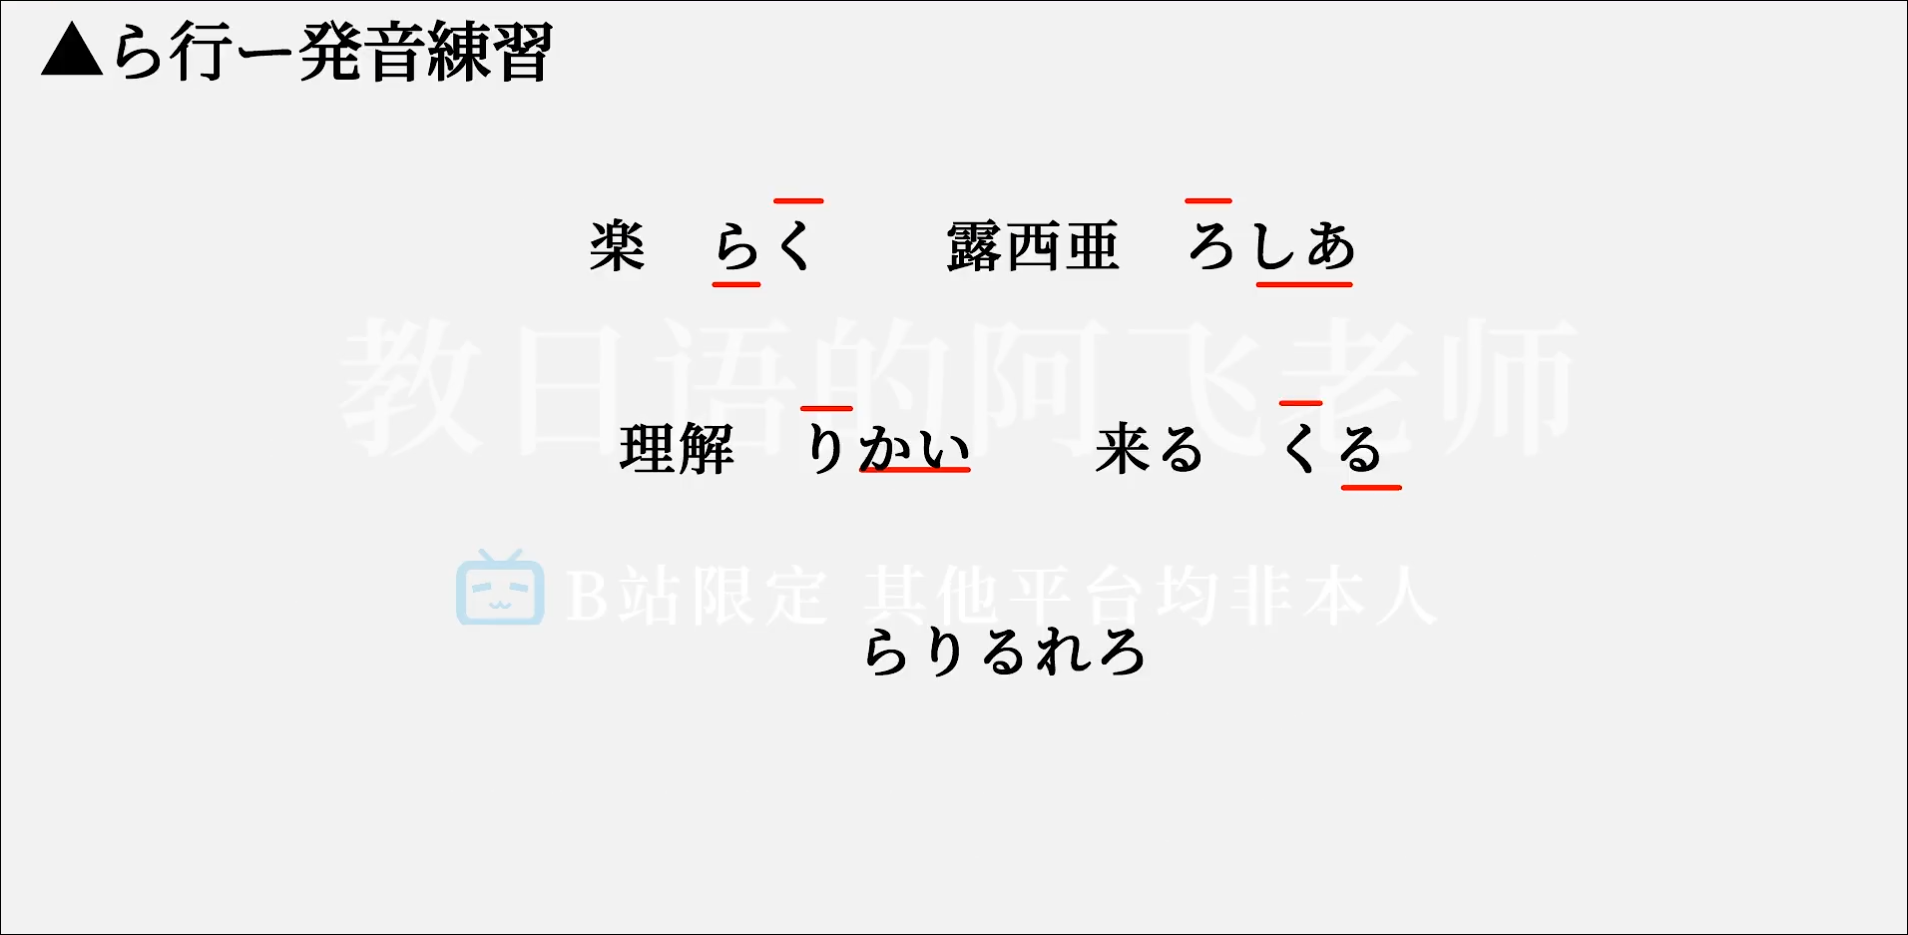 ▲ら行ー発音練習
楽 らく 露西亜 ろしあ
教日语的阿飞老师
理解 りかい 来る くる
B站限定 其他平台均非本人
らりるれろ